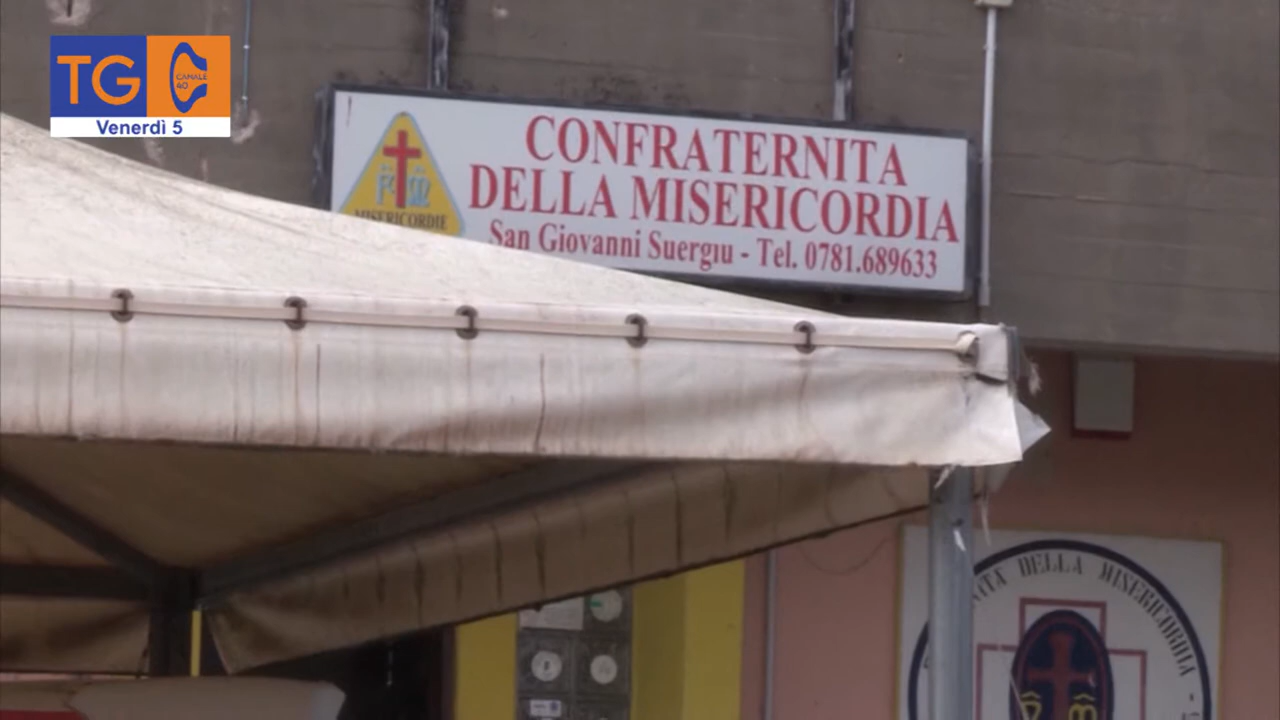 TG
CANALE
40
Venerdì 5
CONFRATERNITA
DELLA MISERICORDIA
San Giovanni Suergiu - Tel. 0781.689633
MISERICORDIE
DELLA MISERICORDIA